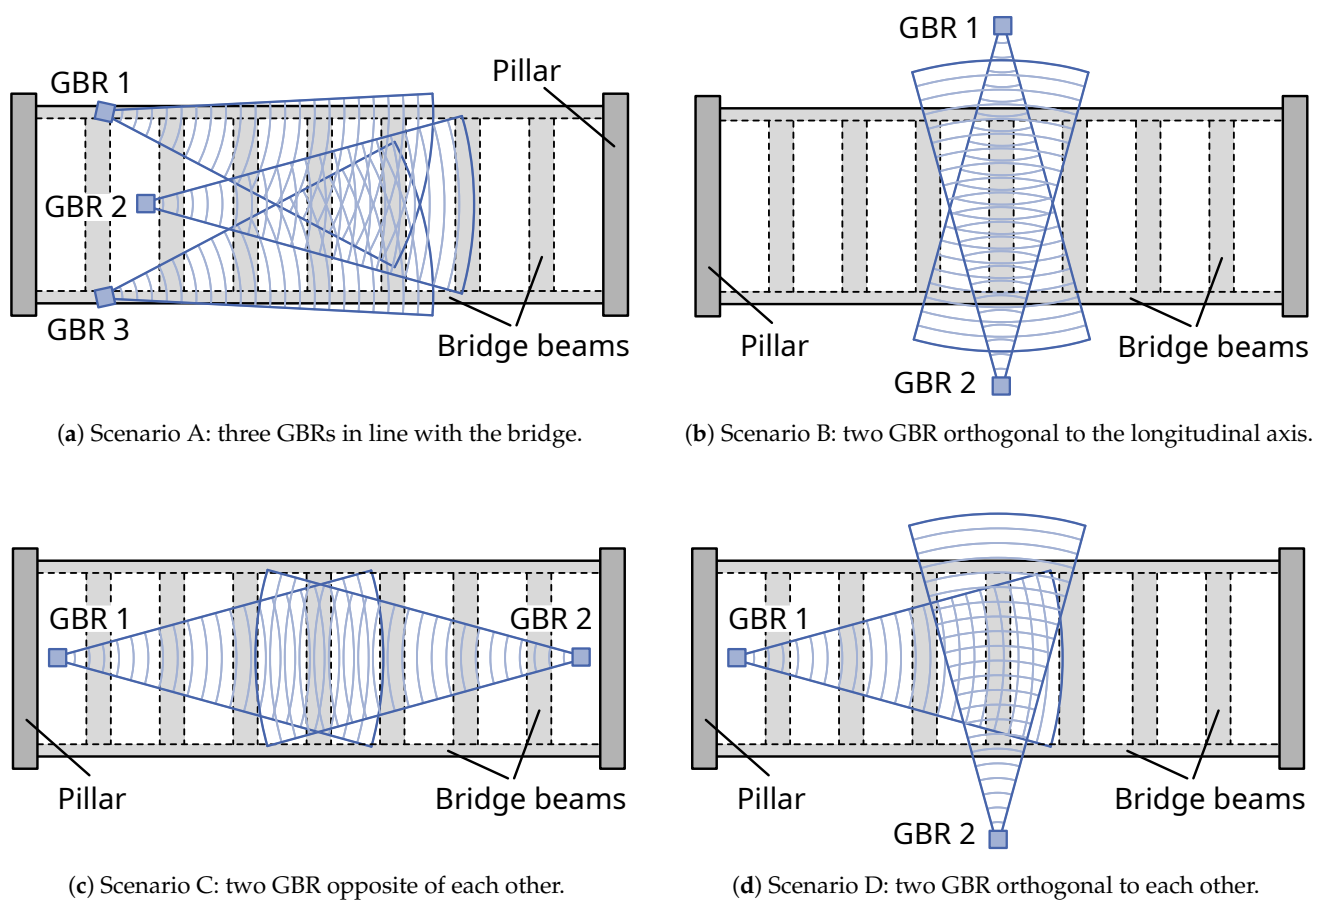 GBR 1
Pillar
GBR 2
GBR 3
Bridge beams
(a) Scenario A: three GBRs in line with the bridge.
GBR 1
Pillar
Bridge beams
GBR 2
(b) Scenario B: two GBR orthogonal to the longitudinal axis.
GBR 1
GBR 2
Pillar
Bridge beams
(c) Scenario C: two GBR opposite of each other.
GBR 1
Pillar
Bridge beams
GBR 2
(d) Scenario D: two GBR orthogonal to each other.